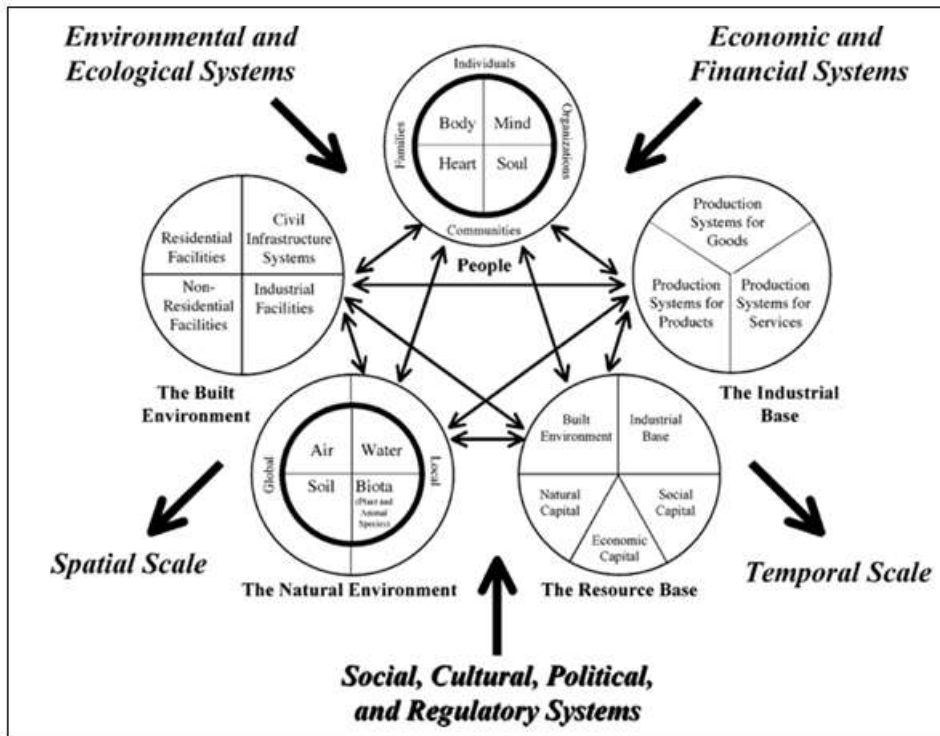 Environmental and
Ecological Systems
Economic and
Financial Systems
Individuals
Families
Organizations
Body
Mind
Heart
Soul
Communities
People
Residential
Facilities
Civil
Infrastructure
Systems
Non-
Residential
Facilities
Industrial
Facilities
The Built
Environment
Production
Systems for
Goods
Production
Systems for
Products
Production
Systems for
Services
The Industrial
Base
Global
Local
Air
Water
Soil
Biota
(Plant and
Animal
Species)
The Natural Environment
Built
Environment
Industrial
Base
Natural
Capital
Social
Capital
Economic
Capital
The Resource Base
Spatial Scale
Temporal Scale
Social, Cultural, Political,
and Regulatory Systems